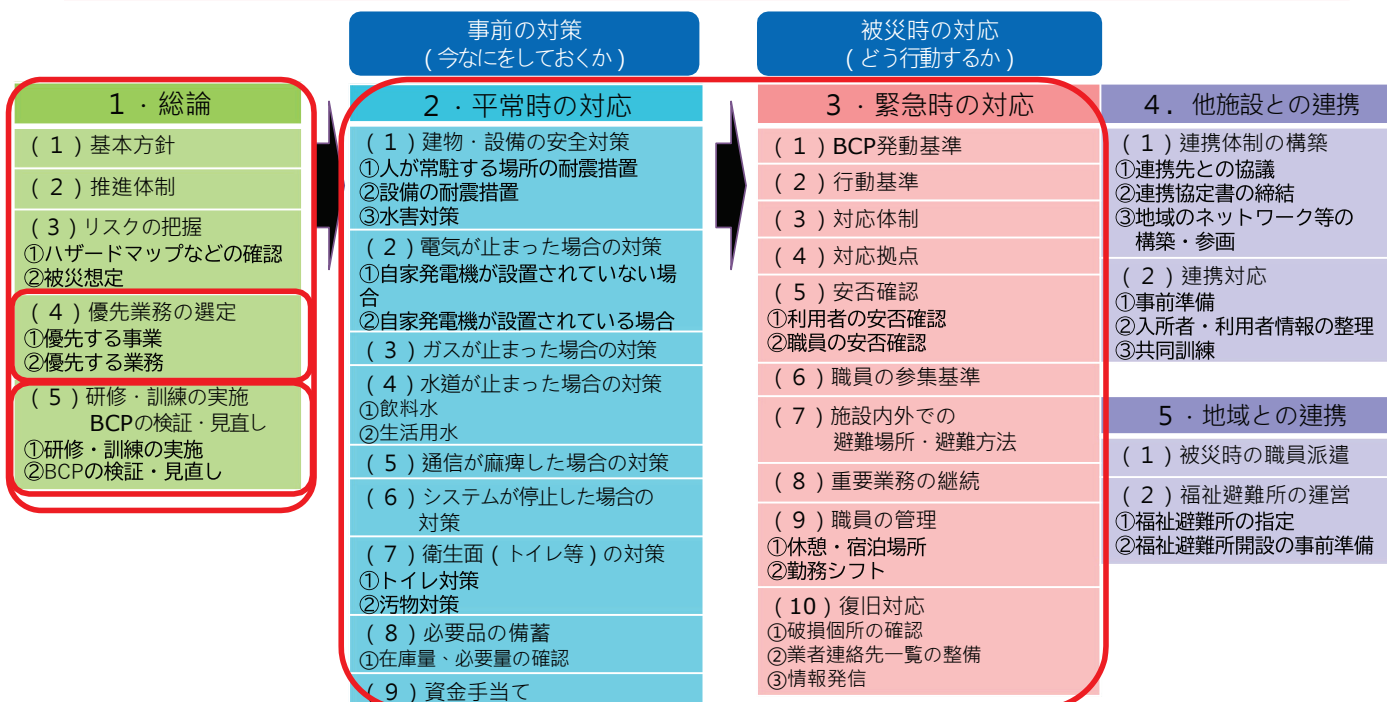 事前の対策
(今なにをしておくか)
被災時の対応
(どう行動するか)
1・総論
(1)基本方針
(2)推進体制
(3)リスクの把握
①ハザードマップなどの確認
②被災想定
(4)優先業務の選定
①優先する事業
②優先する業務
(5)研修・訓練の実施
BCPの検証・見直し
①研修・訓練の実施
②BCPの検証・見直し
2・平常時の対応
(1)建物・設備の安全対策
①人が常駐する場所の耐震措置
②設備の耐震措置
③水害対策
(2)電気が止まった場合の対策
①自家発電機が設置されていない場
合
②自家発電機が設置されている場合
(3)ガスが止まった場合の対策
(4)水道が止まった場合の対策
①飲料水
②生活用水
(5)通信が麻痺した場合の対策
(6)システムが停止した場合の
対策
(7)衛生面(トイレ等)の対策
①トイレ対策
②汚物対策
(8)必要品の備蓄
①在庫量、必要量の確認
(9)資金手当て
3・緊急時の対応
(1)BCP発動基準
(2)行動基準
(3)対応体制
(4)対応拠点
(5)安否確認
①利用者の安否確認
②職員の安否確認
(6)職員の参集基準
(7)施設内外での
避難場所・避難方法
(8)重要業務の継続
(9)職員の管理
①休憩・宿泊場所
②勤務シフト
(10)復旧対応
①破損個所の確認
②業者連絡先一覧の整備
③情報発信
4.他施設との連携
(1)連携体制の構築
①連携先との協議
②連携協定書の締結
③地域のネットワーク等の
構築・参画
(2)連携対応
①事前準備
②入所者・利用者情報の整理
③共同訓練
5・地域との連携
(1)被災時の職員派遣
(2)福祉避難所の運営
①福祉避難所の指定
②福祉避難所開設の事前準備